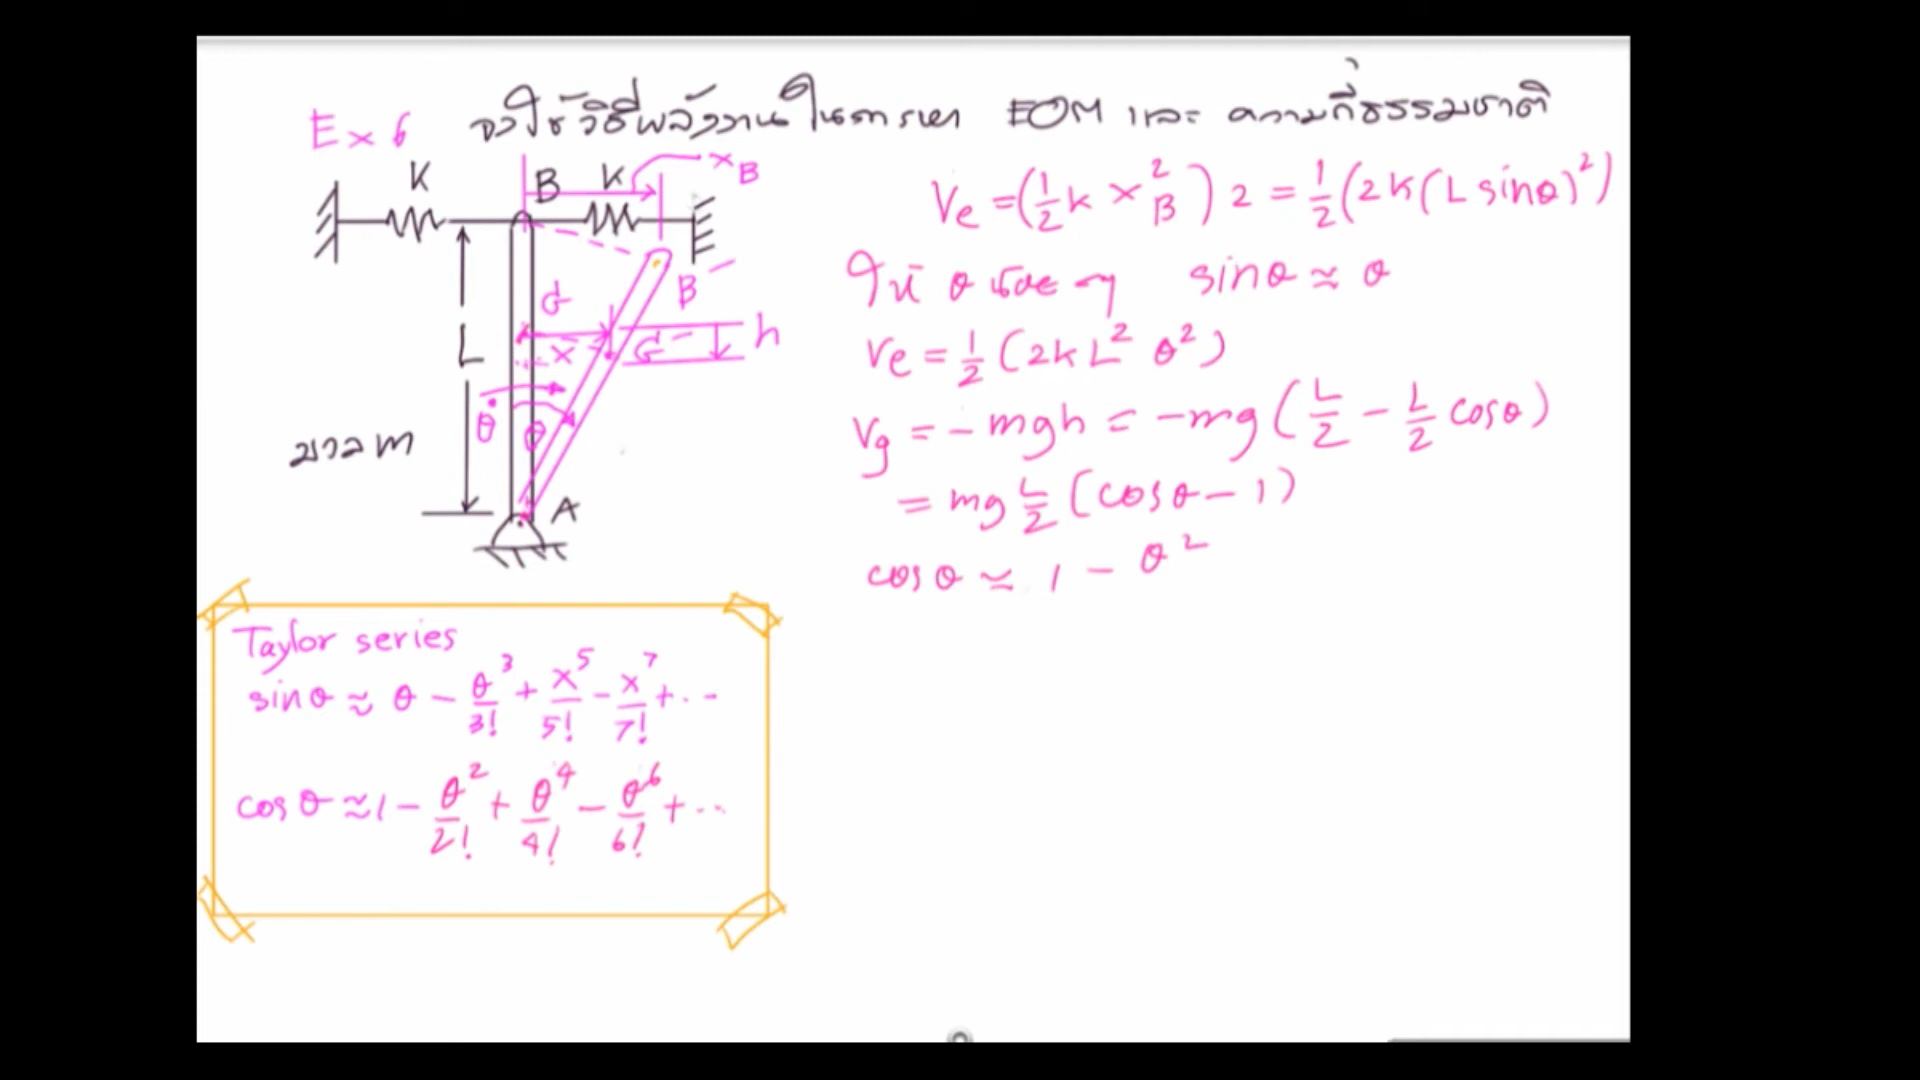 Ex 6 จงใช้วิธีพลังงานในการหา EOM และ ความถี่ธรรมชาติ
K
B
K
x_B
L
G
x
G'
B'
h
θ̇
θ
A
มวล m
Ve = (1/2 k x_B^2) 2 = 1/2 (2K (L sinθ)^2)
ให้ θ น้อย ๆ sinθ ≈ θ
Ve = 1/2 (2K L^2 θ^2)
Vg = - mgh = -mg (L/2 - L/2 cosθ)
= mg L/2 (cosθ - 1)
cosθ ≈ 1 - θ^2
Taylor series
sinθ ≈ θ - θ^3/3! + x^5/5! - x^7/7! + ...
cosθ ≈ 1 - θ^2/2! + θ^4/4! - θ^6/6! + ...